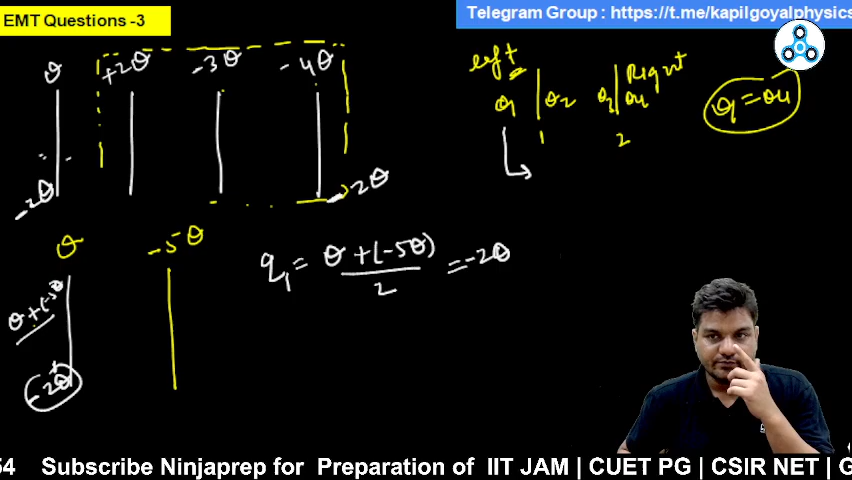 EMT Questions -3
Telegram Group : https://t.me/kapilgoyalphysics
Q +2Q -3Q -4Q
left Right
Q1 | Q2 Q3 | Q4
1 2
Q1 = Q4
-2Q -2Q
Q -5Q
q1 = Q + (-5Q) / 2 = -2Q
Q + (-5Q)
-2Q
54 Subscribe Ninjaprep for Preparation of IIT JAM | CUET PG | CSIR NET | G